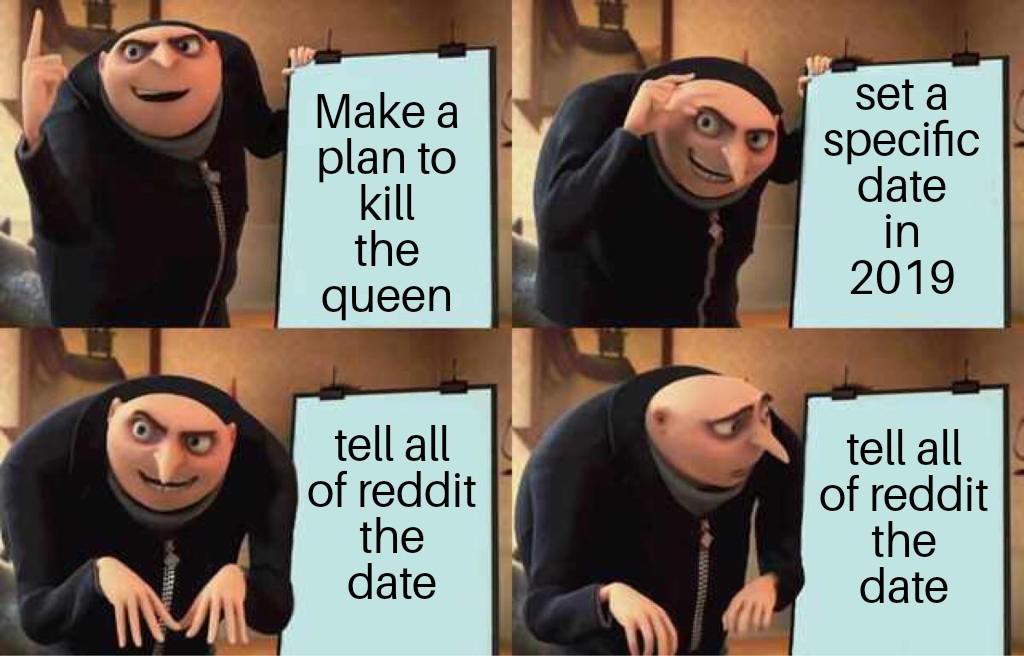 Make a
plan to
kill
the
queen
set a
specific
date
in
2019
tell all
of reddit
the
date
tell all
of reddit
the
date